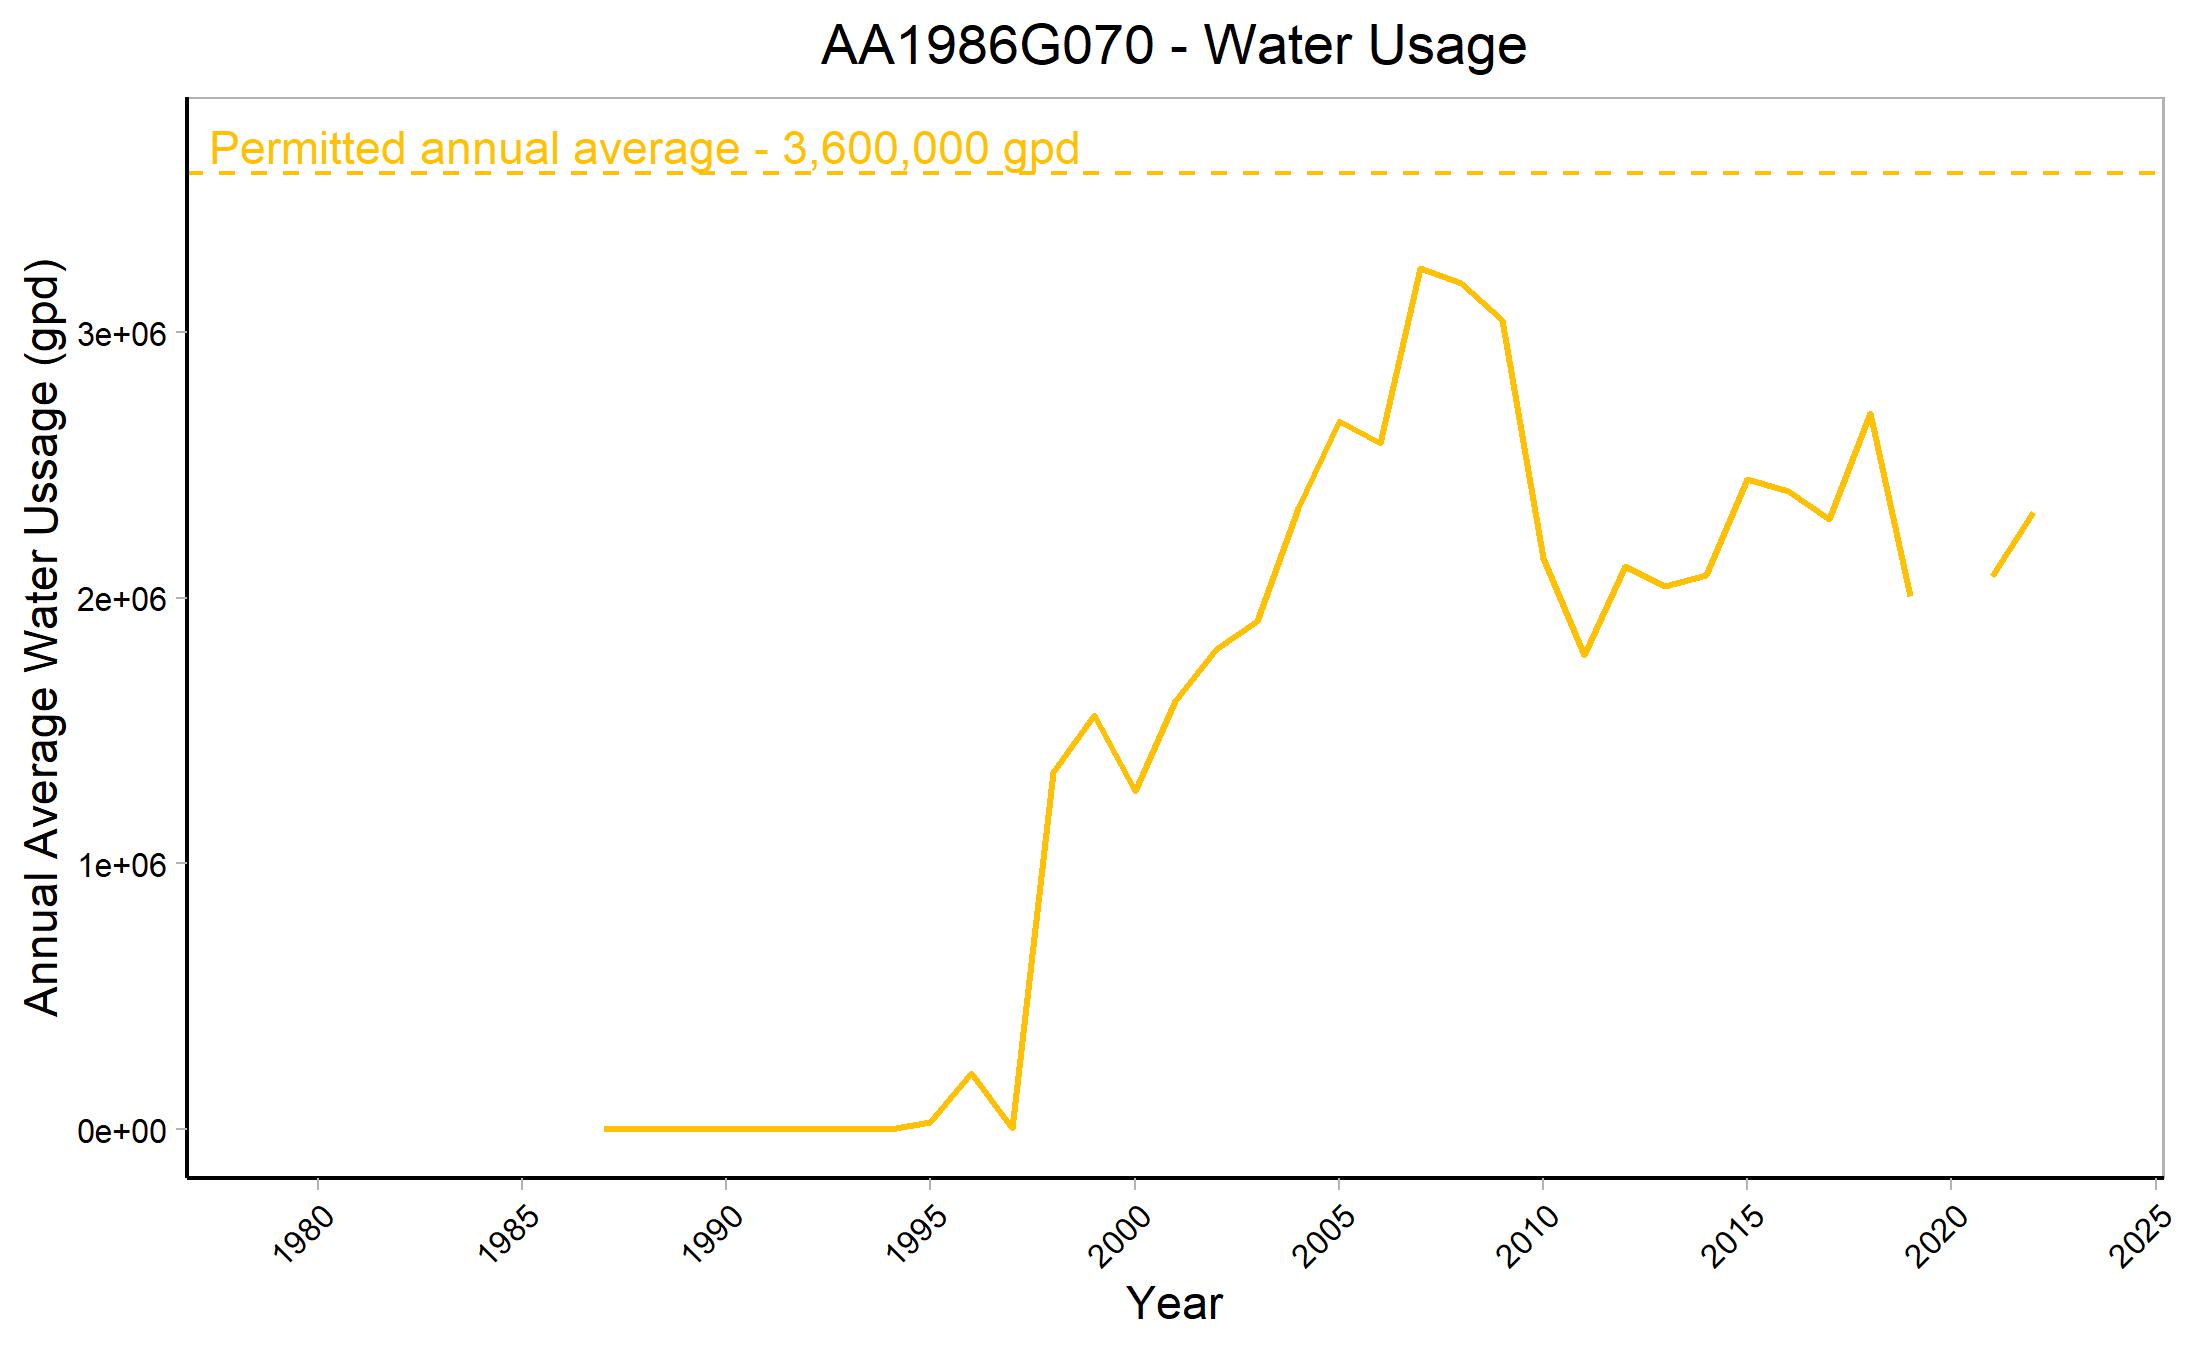 AA1986G070 - Water Usage
Permitted annual average - 3,600,000 gpd
Annual Average Water Ussage (gpd)
3e+06
2e+06
1e+06
0e+00
1980
1985
1990
1995
2000
2005
2010
2015
2020
2025
Year